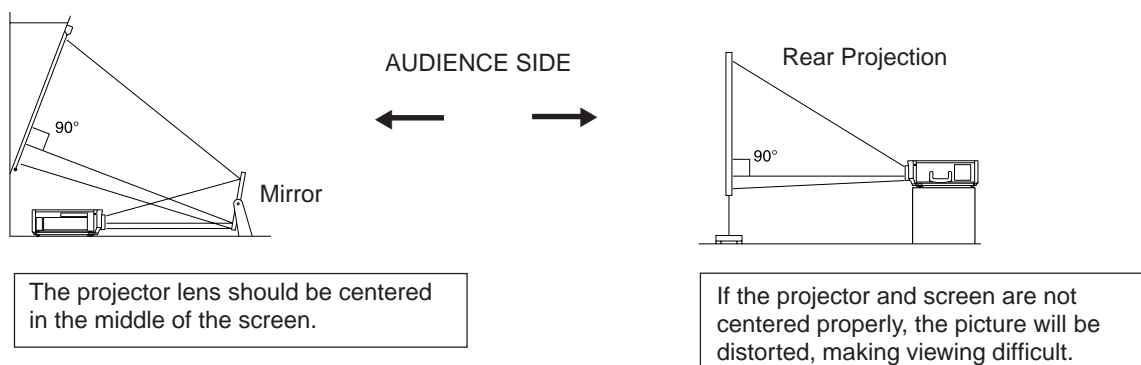 AUDIENCE SIDE
Rear Projection
90°
90°
Mirror
The projector lens should be centered
in the middle of the screen.
If the projector and screen are not
centered properly, the picture will be
distorted, making viewing difficult.